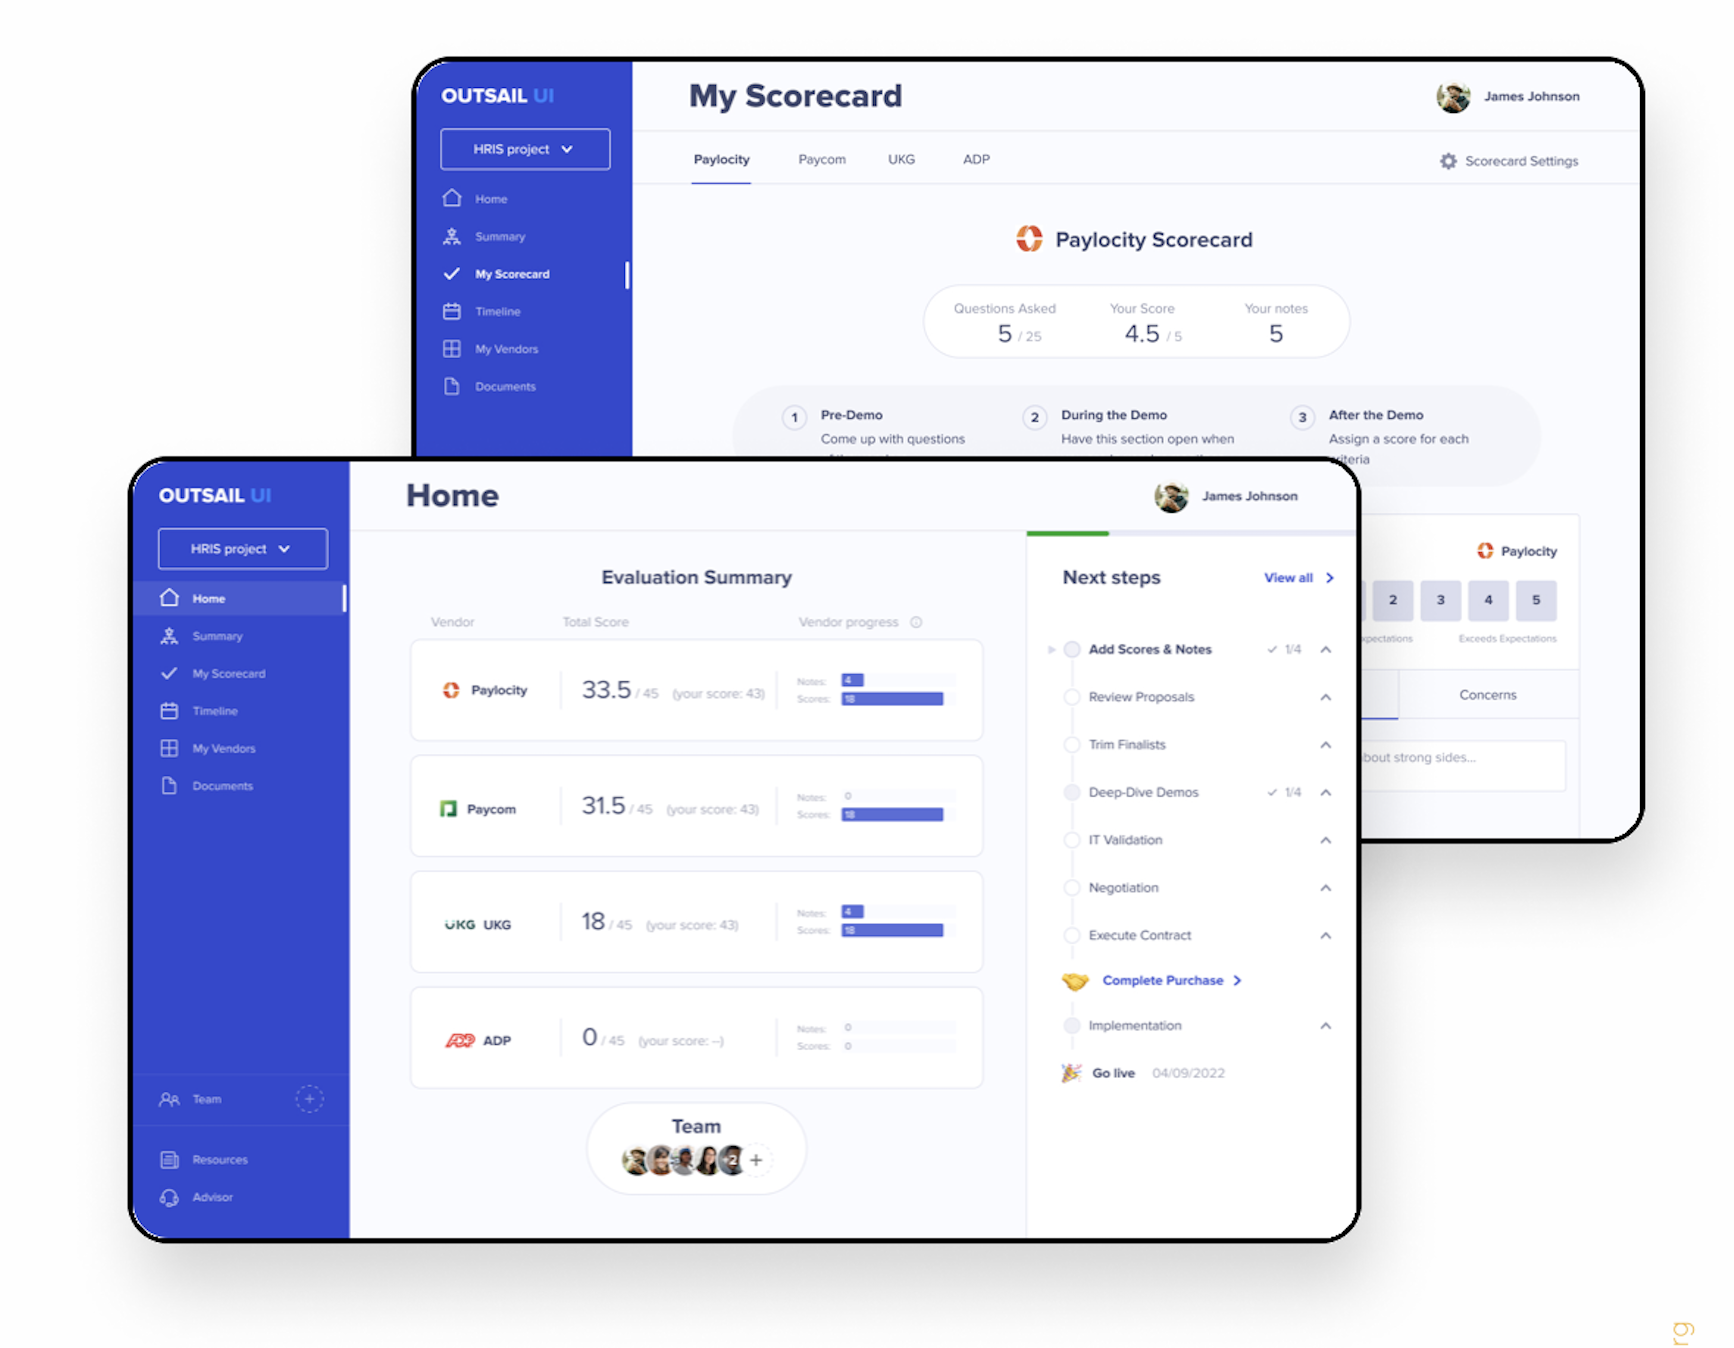 OUTSAIL UI
HRIS project
Home
Summary
My Scorecard
Timeline
My Vendors
Documents
My Scorecard
James Johnson
Paylocity
Paycom
UKG
ADP
Scorecard Settings
Paylocity Scorecard
Questions Asked
5 / 25
Your Score
4.5 / 5
Your notes
5
1
Pre-Demo
Come up with questions
2
During the Demo
Have this section open when
3
After the Demo
Assign a score for each
Paylocity
2
3
4
5
Exceeds Expectations
Concerns
about strong sides...
OUTSAIL UI
HRIS project
Home
Summary
My Scorecard
Timeline
My Vendors
Documents
Team
Resources
Advisor
Home
James Johnson
Evaluation Summary
Vendor
Total Score
Vendor progress
Paylocity
33.5 / 45 (your score: 43)
Notes: 4
Scores: 18
Paycom
31.5 / 45 (your score: 43)
Notes: 0
Scores: 18
UKG UKG
18 / 45 (your score: 43)
Notes: 4
Scores: 18
ADP ADP
0 / 45 (your score: --)
Notes: 0
Scores: 0
Team
+2
Next steps
View all
Add Scores & Notes
1/4
Review Proposals
Trim Finalists
Deep-Dive Demos
1/4
IT Validation
Negotiation
Execute Contract
Complete Purchase
Implementation
Go live 04/09/2022
rg